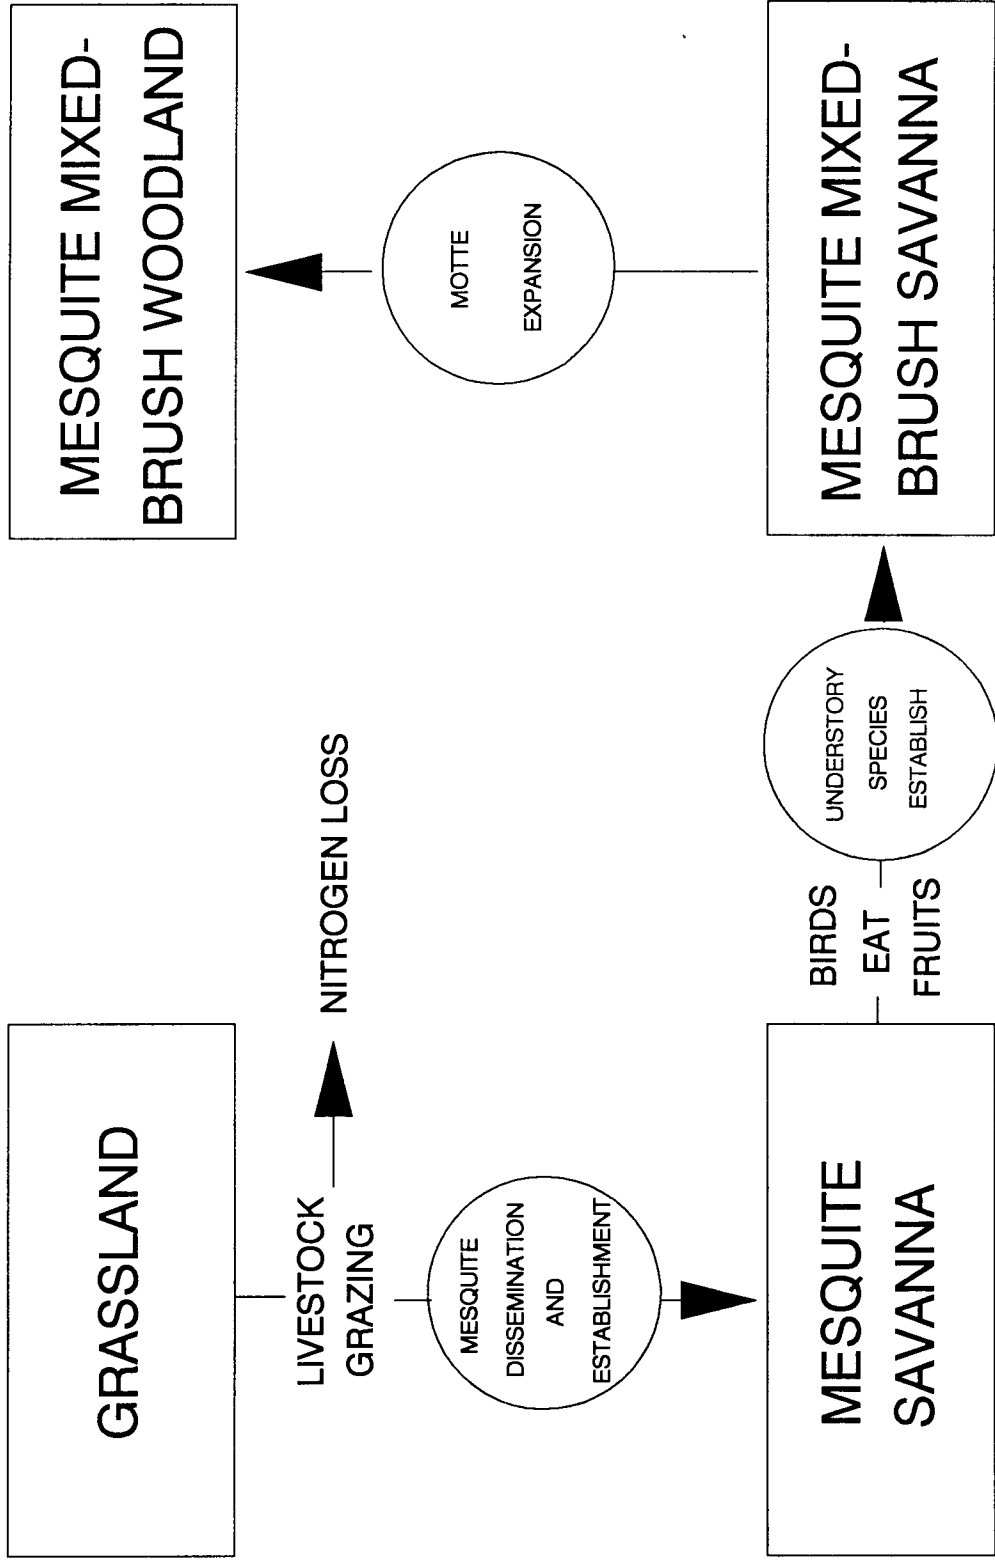 GRASSLAND
LIVESTOCK
GRAZING
NITROGEN LOSS
MESQUITE
DISSEMINATION
AND
ESTABLISHMENT
MESQUITE
SAVANNA
BIRDS
EAT
FRUITS
UNDERSTORY
SPECIES
ESTABLISH
MESQUITE MIXED-
BRUSH SAVANNA
MOTTE
EXPANSION
MESQUITE MIXED-
BRUSH WOODLAND